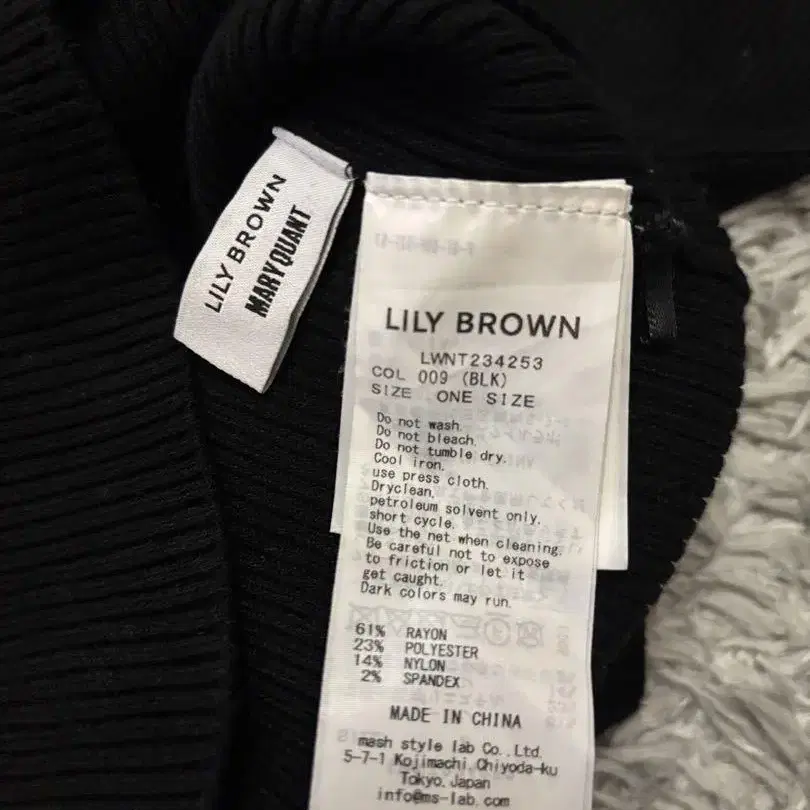 LILY BROWN
MARY QUANT
LILY BROWN
LWNT234253
COL 009 (BLK)
SIZE ONE SIZE
Do not wash.
Do not bleach.
Do not tumble dry.
Cool iron.
use press cloth.
Dryclean.
petroleum solvent only.
short cycle.
Use the net when cleaning.
Be careful not to expose
to friction or let it
get caught.
Dark colors may run.
61% RAYON
23% POLYESTER
14% NYLON
2% SPANDEX
MADE IN CHINA
mash style lab Co.,Ltd.
5-7-1 Kojimachi.Chiyoda-ku
Tokyo.Japan
info@ms-lab.com